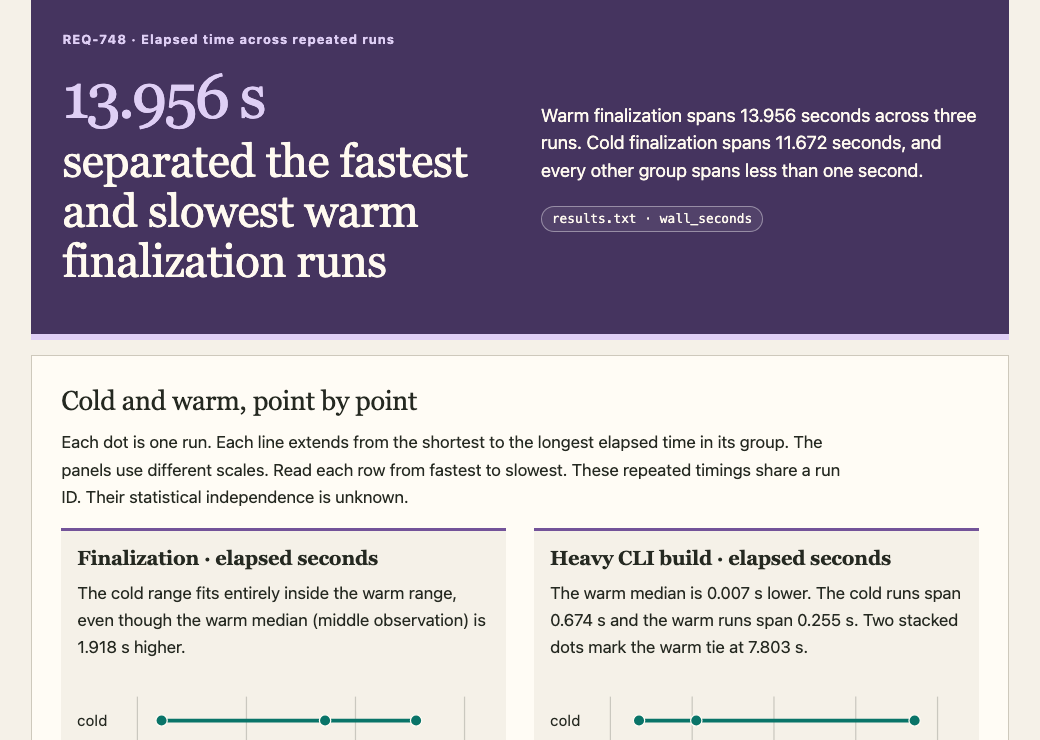 REQ-748 · Elapsed time across repeated runs
13.956 s
separated the fastest
and slowest warm
finalization runs
Warm finalization spans 13.956 seconds across three
runs. Cold finalization spans 11.672 seconds, and
every other group spans less than one second.
results.txt · wall_seconds
Cold and warm, point by point
Each dot is one run. Each line extends from the shortest to the longest elapsed time in its group. The
panels use different scales. Read each row from fastest to slowest. These repeated timings share a run
ID. Their statistical independence is unknown.
Finalization · elapsed seconds
The cold range fits entirely inside the warm range,
even though the warm median (middle observation) is
1.918 s higher.
cold
Heavy CLI build · elapsed seconds
The warm median is 0.007 s lower. The cold runs span
0.674 s and the warm runs span 0.255 s. Two stacked
dots mark the warm tie at 7.803 s.
cold